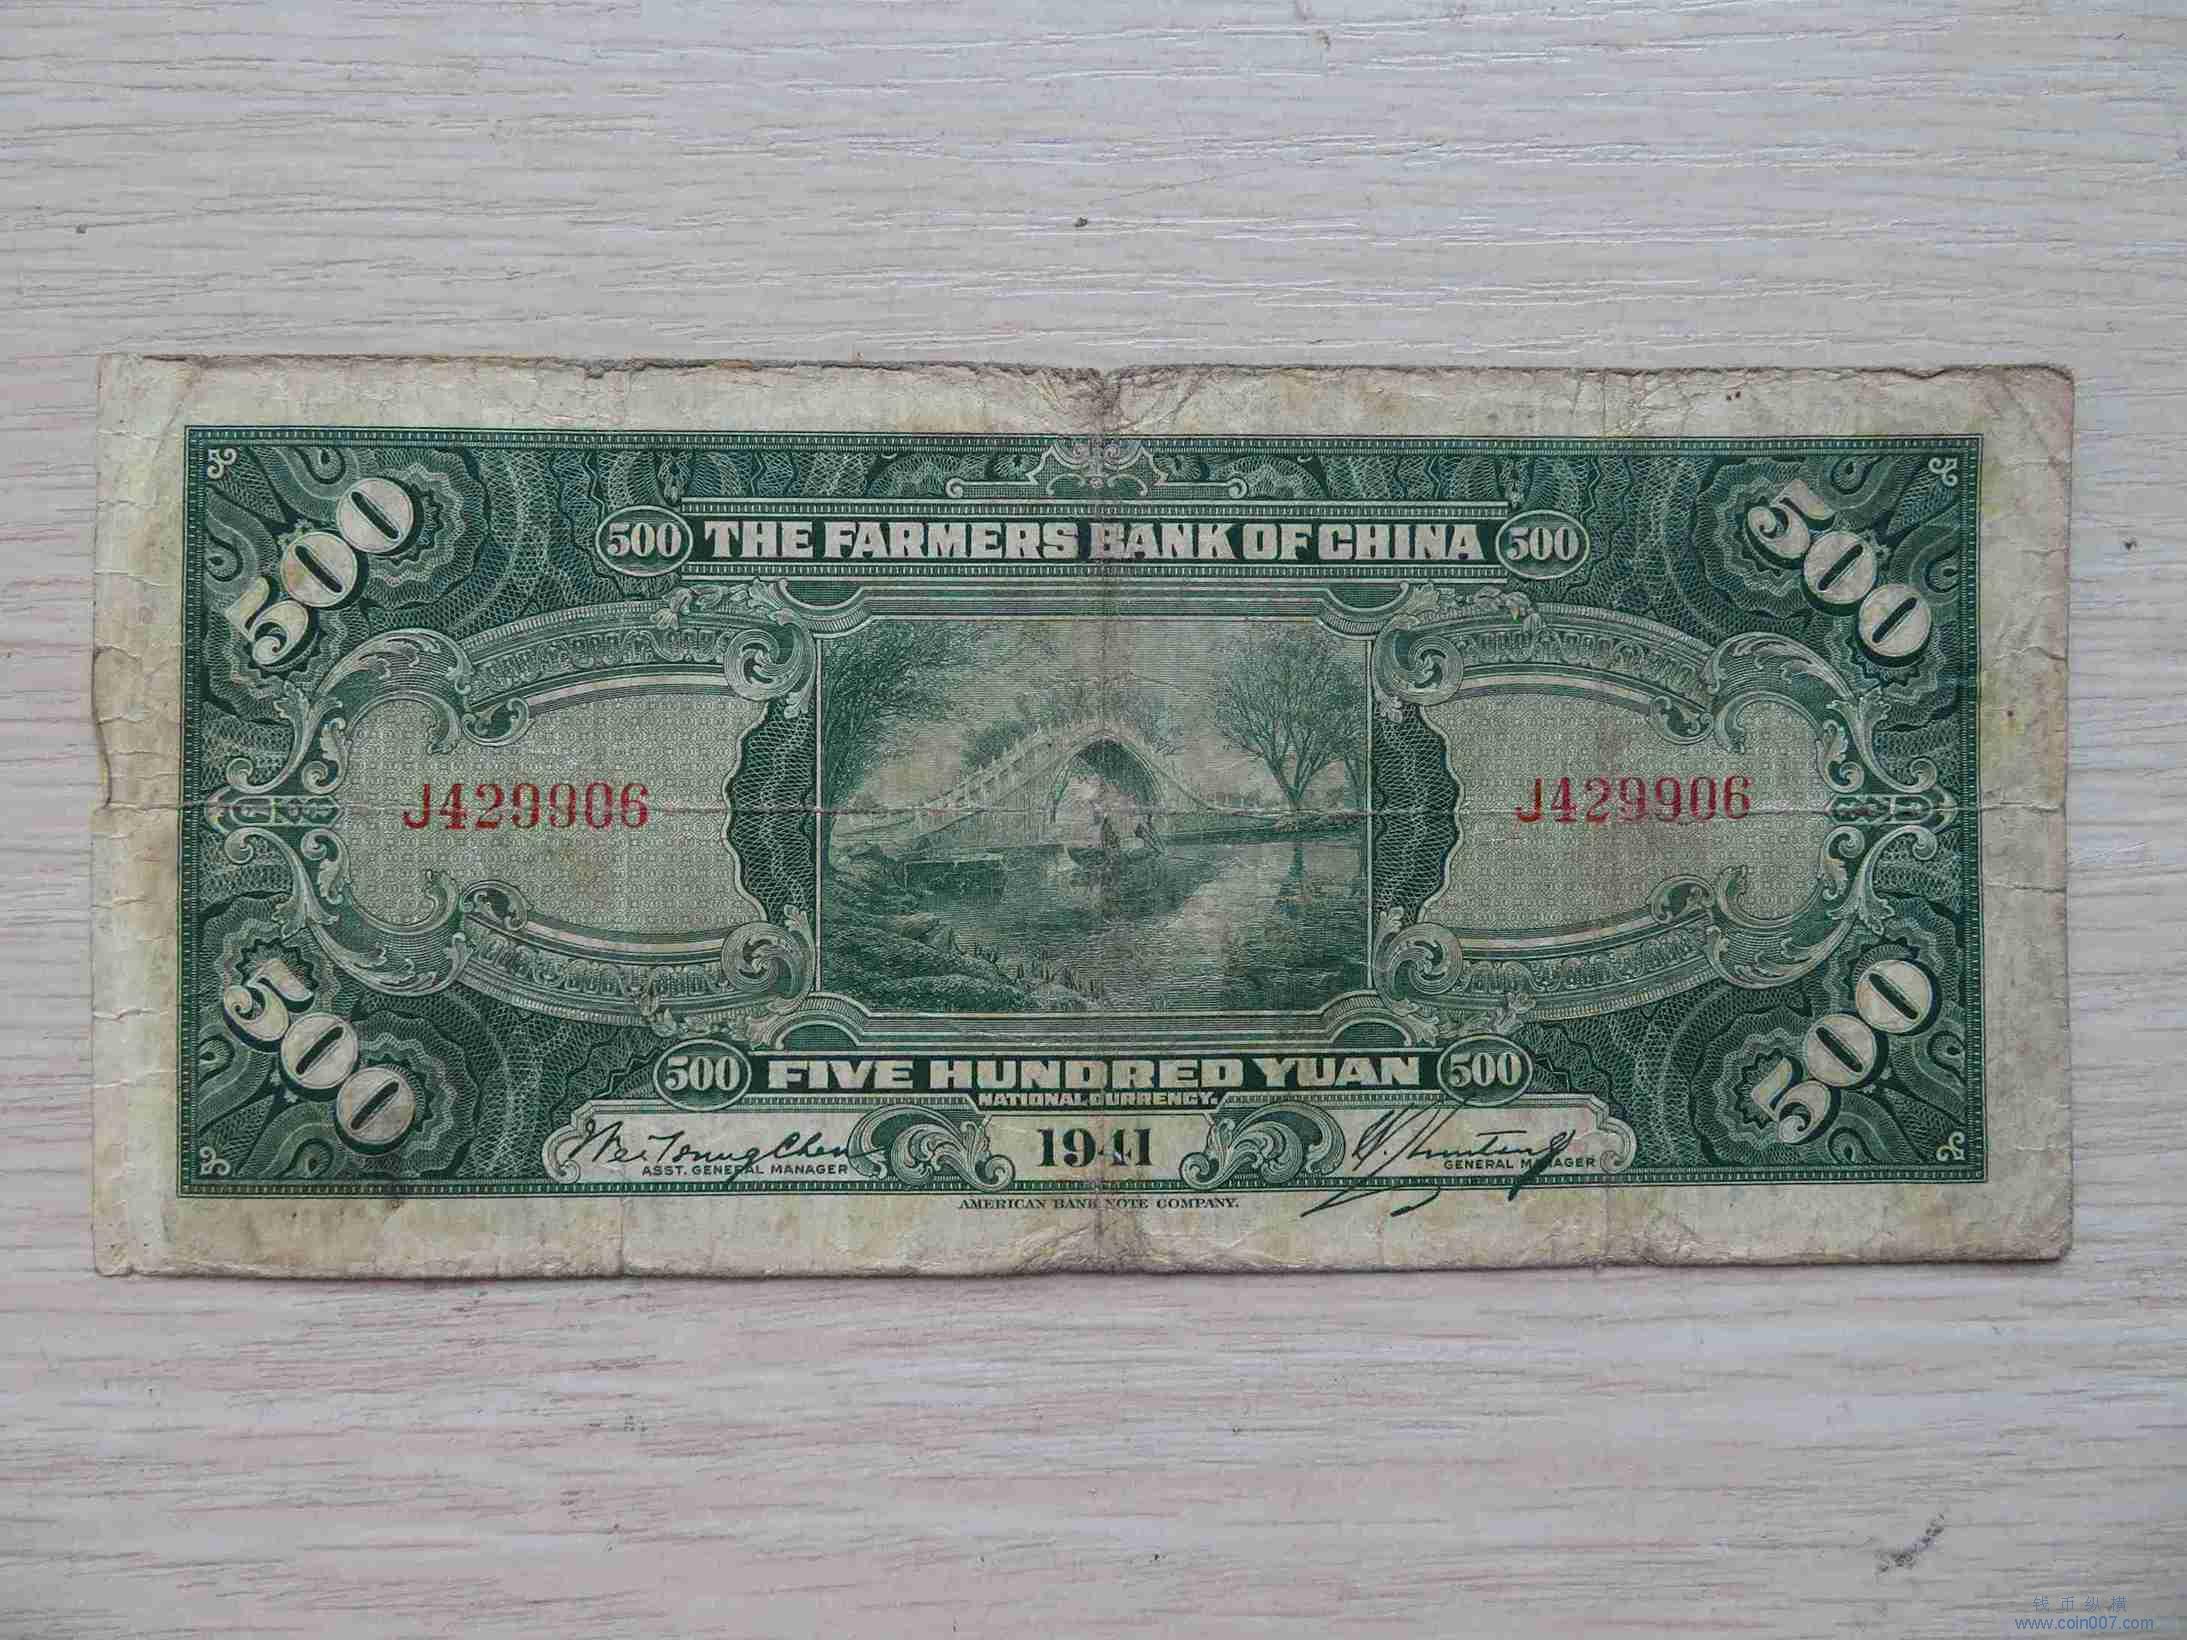 500 500
500 THE FARMERS BANK OF CHINA 500
J429906 J429906
500 FIVE HUNDRED YUAN 500
NATIONAL CURRENCY.
500 500
1941
ASST. GENERAL MANAGER GENERAL MANAGER
AMERICAN BANK NOTE COMPANY.
钱币纵横
www.coin007.com